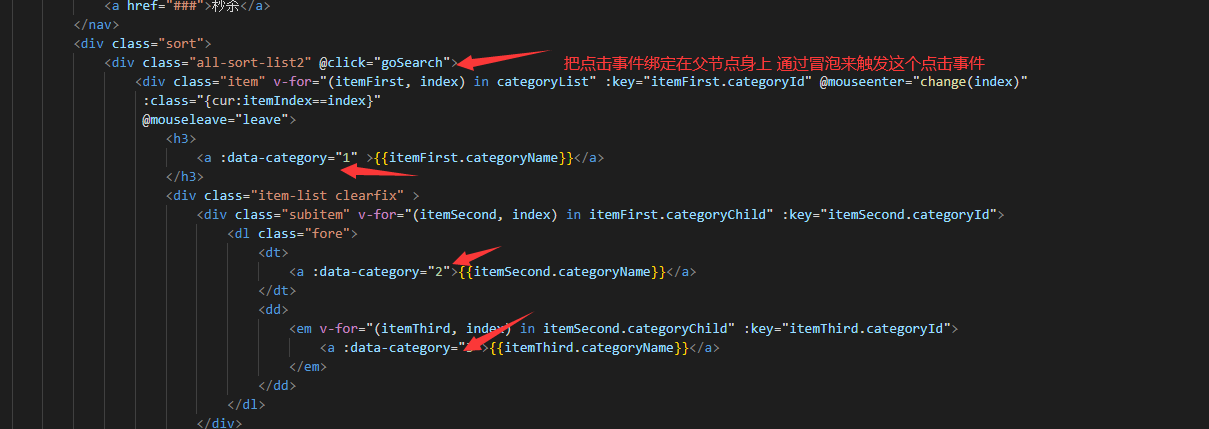 <a href="###">秒杀</a>
</nav>
<div class="sort">
<div class="all-sort-list2" @click="goSearch">
把点击事件绑定在父节点身上 通过冒泡来触发这个点击事件
<div class="item" v-for="(itemFirst, index) in categoryList" :key="itemFirst.categoryId" @mouseenter="change(index)"
:class="{cur:itemIndex==index}"
@mouseleave="leave">
<h3>
<a :data-category="1" >{{itemFirst.categoryName}}</a>
</h3>
<div class="item-list clearfix" >
<div class="subitem" v-for="(itemSecond, index) in itemFirst.categoryChild" :key="itemSecond.categoryId">
<dl class="fore">
<dt>
<a :data-category="2">{{itemSecond.categoryName}}</a>
</dt>
<dd>
<em v-for="(itemThird, index) in itemSecond.categoryChild" :key="itemThird.categoryId">
<a :data-category=" >{{itemThird.categoryName}}</a>
</em>
</dd>
</dl>
</div>